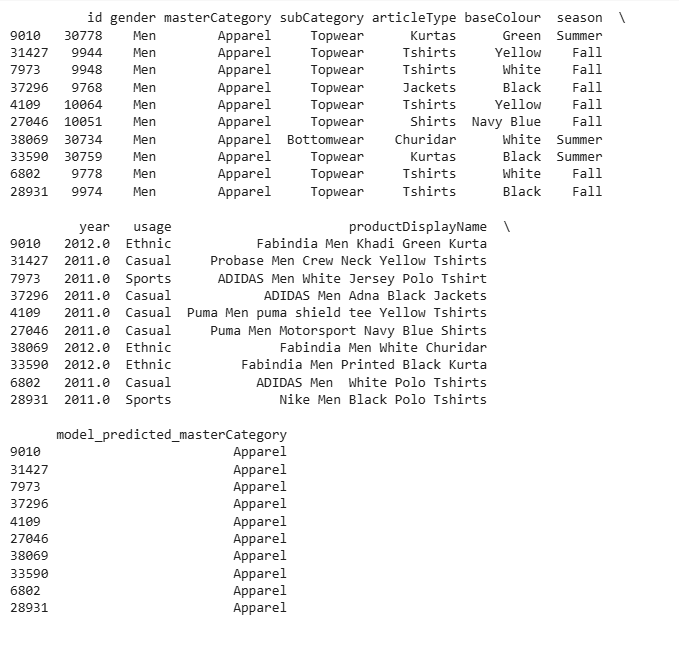 id gender masterCategory subCategory articleType baseColour season \
9010 30778 Men Apparel Topwear Kurtas Green Summer
31427 9944 Men Apparel Topwear Tshirts Yellow Fall
7973 9948 Men Apparel Topwear Tshirts White Fall
37296 9768 Men Apparel Topwear Jackets Black Fall
4109 10064 Men Apparel Topwear Tshirts Yellow Fall
27046 10051 Men Apparel Topwear Shirts Navy Blue Fall
38069 30734 Men Apparel Bottomwear Churidar White Summer
33590 30759 Men Apparel Topwear Kurtas Black Summer
6802 9778 Men Apparel Topwear Tshirts White Fall
28931 9974 Men Apparel Topwear Tshirts Black Fall
year usage productDisplayName \
9010 2012.0 Ethnic Fabindia Men Khadi Green Kurta
31427 2011.0 Casual Probase Men Crew Neck Yellow Tshirts
7973 2011.0 Sports ADIDAS Men White Jersey Polo Tshirt
37296 2011.0 Casual ADIDAS Men Adna Black Jackets
4109 2011.0 Casual Puma Men puma shield tee Yellow Tshirts
27046 2011.0 Casual Puma Men Motorsport Navy Blue Shirts
38069 2012.0 Ethnic Fabindia Men White Churidar
33590 2012.0 Ethnic Fabindia Men Printed Black Kurta
6802 2011.0 Casual ADIDAS Men  White Polo Tshirts
28931 2011.0 Sports Nike Men Black Polo Tshirts
model_predicted_masterCategory
9010 Apparel
31427 Apparel
7973 Apparel
37296 Apparel
4109 Apparel
27046 Apparel
38069 Apparel
33590 Apparel
6802 Apparel
28931 Apparel